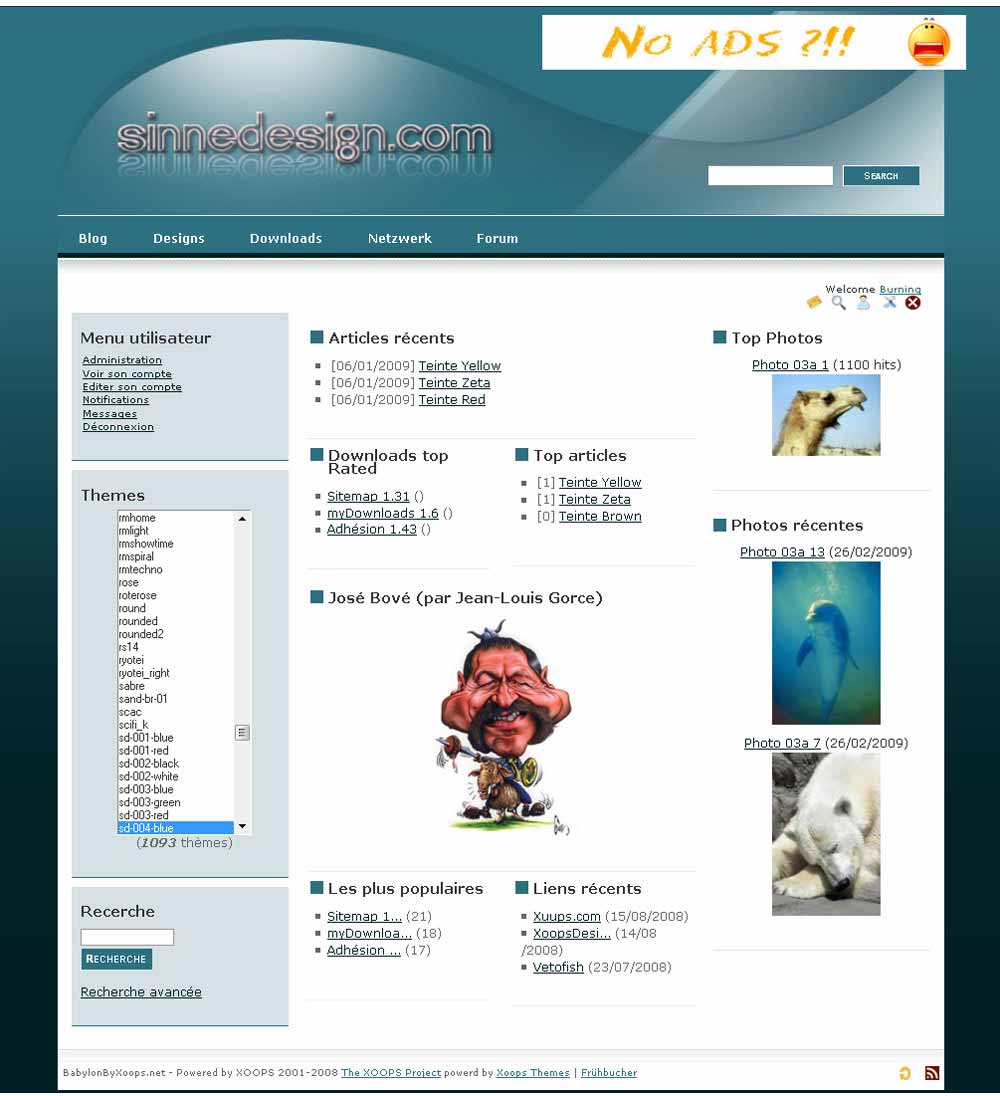 No ADS ?!!
sinnedesign.com
SEARCH
Blog Designs Downloads Netzwerk Forum
Welcome Burning
Menu utilisateur
Administration
Voir son compte
Editer son compte
Notifications
Messages
Déconnexion
Themes
rmhome
rmlight
rmshowtime
rmspiral
rmtechno
rose
roterose
round
rounded
rounded2
rs14
ryotei
ryotei_right
sabre
sand-br-01
scac
scifi_k
sd-001-blue
sd-001-red
sd-002-black
sd-002-white
sd-003-blue
sd-003-green
sd-003-red
sd-004-blue
(1093 thèmes)
Recerche
RECHERCHE
Recherche avancée
Articles récents
[06/01/2009] Teinte Yellow
[06/01/2009] Teinte Zeta
[06/01/2009] Teinte Red
Downloads top
Rated
Sitemap 1.31 ()
myDownloads 1.6 ()
Adhésion 1.43 ()
Top articles
[1] Teinte Yellow
[1] Teinte Zeta
[0] Teinte Brown
José Bové (par Jean-Louis Gorce)
Les plus populaires
Sitemap 1... (21)
myDownloa... (18)
Adhésion ... (17)
Liens récents
Xuups.com (15/08/2008)
XoopsDesi... (14/08
/2008)
Vetofish (23/07/2008)
Top Photos
Photo 03a 1 (1100 hits)
Photos récentes
Photo 03a 13 (26/02/2009)
Photo 03a 7 (26/02/2009)
BabylonByXoops.net - Powered by XOOPS 2001-2008 The XOOPS Project powerd by Xoops Themes | Frühbucher